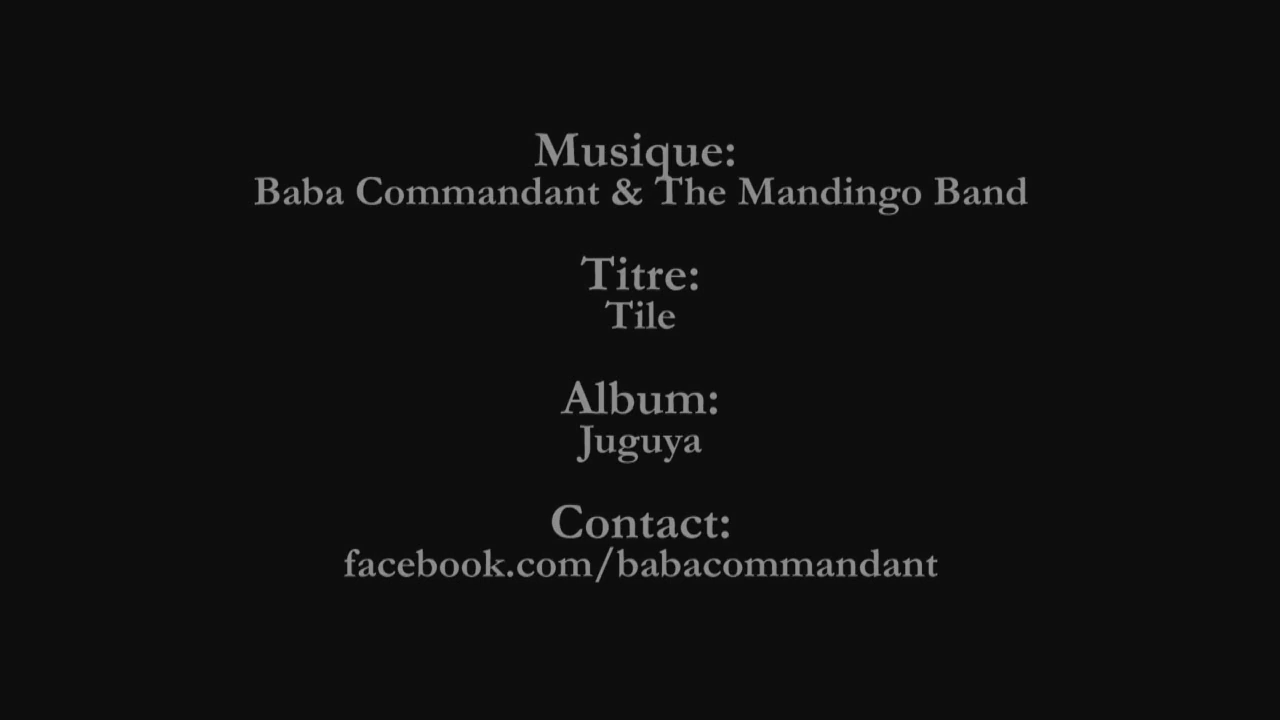 Musique:
Baba Commandant & The Mandingo Band
Titre:
Tile
Album:
Juguya
Contact:
facebook.com/babacommandant